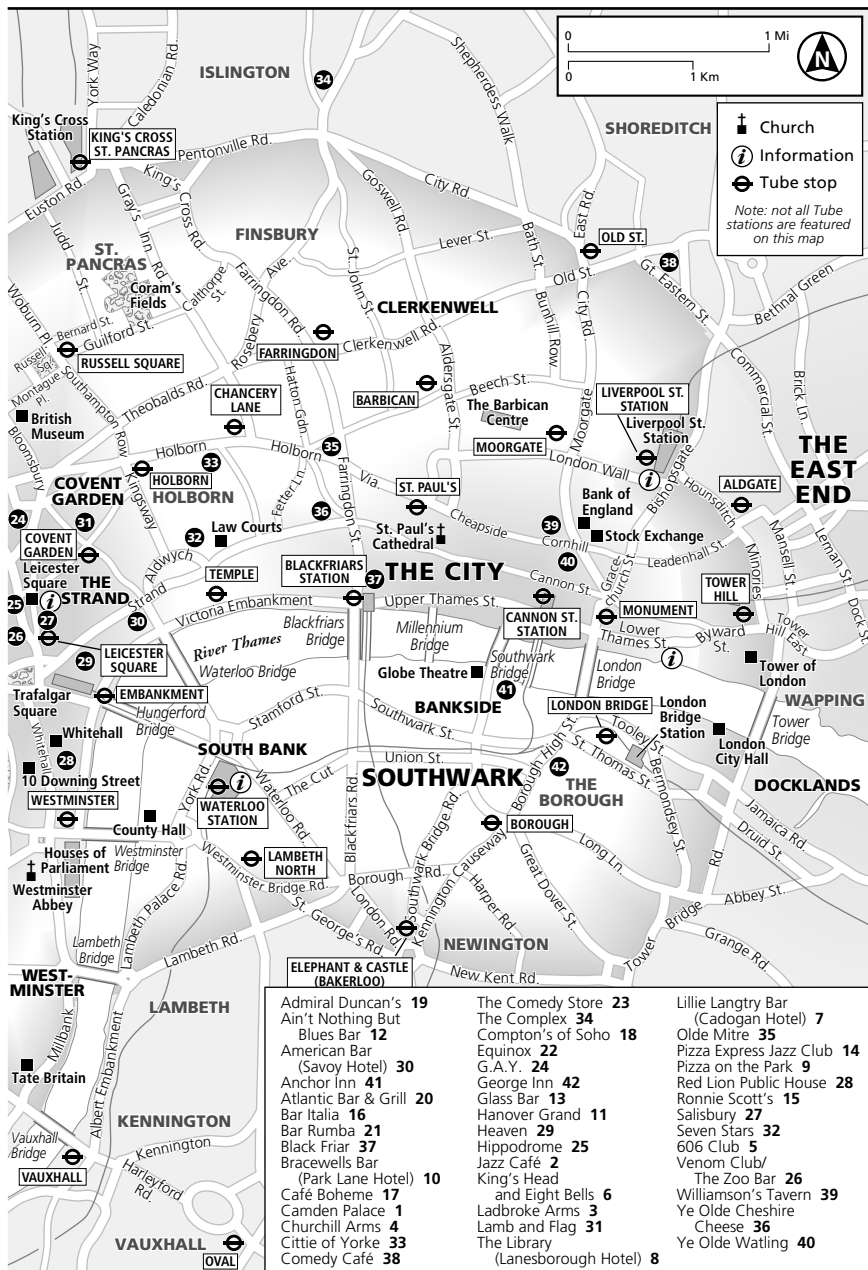 0 1 Mi
0 1 Km
N
Church
Information
Tube stop
Note: not all Tube
stations are featured
on this map
ISLINGTON
34
SHOREDITCH
York Way
Caledonian Rd.
Shepherdess Walk
King's Cross
Station
KING'S CROSS
ST. PANCRAS
Pentonville Rd.
Euston Rd.
King's Cross Rd.
Gray's Inn Rd.
Judd St.
Goswell Rd.
City Rd.
East Rd.
OLD ST.
38
FINSBURY
Lever St.
Bath St.
Old St.
Gt. Eastern St.
ST.
PANCRAS
Coram's
Fields
Calthorpe
St.
Farringdon Rd.
Rosebery Ave.
St. John St.
CLERKENWELL
Bunhill Row
City Rd.
Bethnal Green
Woburn Pl.
Bernard St.
Guilford St.
Russell
Sq.
RUSSELL SQUARE
FARRINGDON
Clerkenwell Rd.
Aldersgate St.
Commercial St.
Brick Ln.
Montague
Pl.
Southampton Row
Theobalds Rd.
Hatton Gdn.
BARBICAN
Beech St.
CHANCERY
LANE
The Barbican
Centre
Moorgate
LIVERPOOL ST.
STATION
Liverpool St.
Station
British
Museum
Bloomsbury
MOORGATE
London Wall
Bishopsgate
THE
EAST
END
Holborn
33
HOLBORN
Holborn
Via.
35
COVENT
GARDEN
HOLBORN
Kingsway
Fetter Ln.
Farringdon St.
ST. PAUL'S
Houndsditch
ALDGATE
24
31
36
Cheapside
39
Bank of
England
Stock Exchange
COVENT
GARDEN
32
Law Courts
St. Paul's
Cathedral
Cornhill
Leadenhall St.
Minories
Mansell St.
Leman St.
Leicester
Square
Aldwych
BLACKFRIARS
STATION
37
THE CITY
40
Cannon St.
Grace-
church St.
TOWER
HILL
25
THE
STRAND
27
Strand
30
TEMPLE
Victoria Embankment
Upper Thames St.
CANNON ST.
STATION
MONUMENT
Lower
Thames St.
Byward
St.
Tower
Hill East
Dock St.
26
LEICESTER
SQUARE
River Thames
Waterloo Bridge
Blackfriars
Bridge
Millennium
Bridge
Southwark
Bridge
London
Bridge
Tower of
London
29
Globe Theatre
41
BANKSIDE
Trafalgar
Square
EMBANKMENT
Hungerford
Bridge
Stamford St.
Southwark St.
LONDON BRIDGE
London
Bridge
Station
WAPPING
Tower
Bridge
Whitehall
Whitehall
28
SOUTH BANK
Union St.
Borough High St.
Tooley St.
London
City Hall
10 Downing Street
The Cut
SOUTHWARK
42
St. Thomas St.
DOCKLANDS
WESTMINSTER
York Rd.
WATERLOO
STATION
Waterloo Rd.
Blackfriars Rd.
THE
BOROUGH
Bermondsey St.
Jamaica Rd.
Druid St.
County Hall
Southwark Bridge Rd.
BOROUGH
Houses of
Parliament
Westminster
Bridge
LAMBETH
NORTH
Long Ln.
Westminster
Abbey
Westminster Bridge Rd.
Borough Rd.
Great Dover St.
Lambeth Palace Rd.
St. George's Rd.
London Rd.
Kennington Causeway
Harper Rd.
Tower Bridge Rd.
Abbey St.
Grange Rd.
Lambeth
Bridge
Lambeth Rd.
NEWINGTON
WEST-
MINSTER
ELEPHANT & CASTLE
(BAKERLOO)
New Kent Rd.
LAMBETH
Millbank
Albert Embankment
Tate Britain
KENNINGTON
Vauxhall
Bridge
Kennington
VAUXHALL
Harleyford
Rd.
VAUXHALL
OVAL
Admiral Duncan's 19
Ain't Nothing But
Blues Bar 12
American Bar
(Savoy Hotel) 30
Anchor Inn 41
Atlantic Bar & Grill 20
Bar Italia 16
Bar Rumba 21
Black Friar 37
Bracewells Bar
(Park Lane Hotel) 10
Café Boheme 17
Camden Palace 1
Churchill Arms 4
Cittie of Yorke 33
Comedy Café 38
The Comedy Store 23
The Complex 34
Compton's of Soho 18
Equinox 22
G.A.Y. 24
George Inn 42
Glass Bar 13
Hanover Grand 11
Heaven 29
Hippodrome 25
Jazz Café 2
King's Head
and Eight Bells 6
Ladbroke Arms 3
Lamb and Flag 31
The Library
(Lanesborough Hotel) 8
Lillie Langtry Bar
(Cadogan Hotel) 7
Olde Mitre 35
Pizza Express Jazz Club 14
Pizza on the Park 9
Red Lion Public House 28
Ronnie Scott's 15
Salisbury 27
Seven Stars 32
606 Club 5
Venom Club/
The Zoo Bar 26
Williamson's Tavern 39
Ye Olde Cheshire
Cheese 36
Ye Olde Watling 40